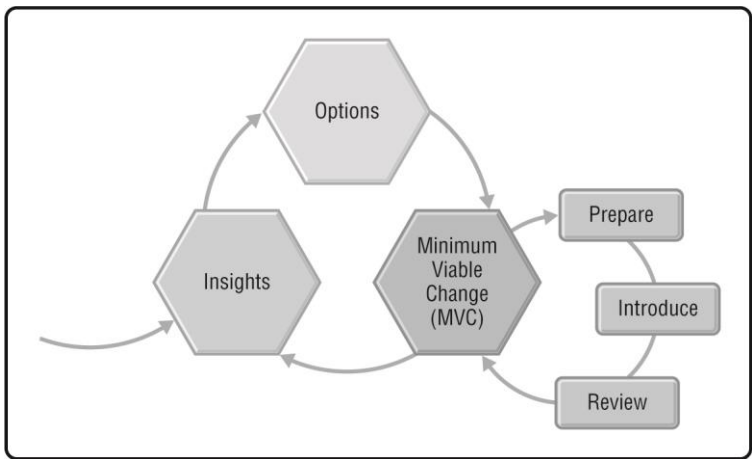 Options
Insights
Minimum
Viable
Change
(MVC)
Prepare
Introduce
Review